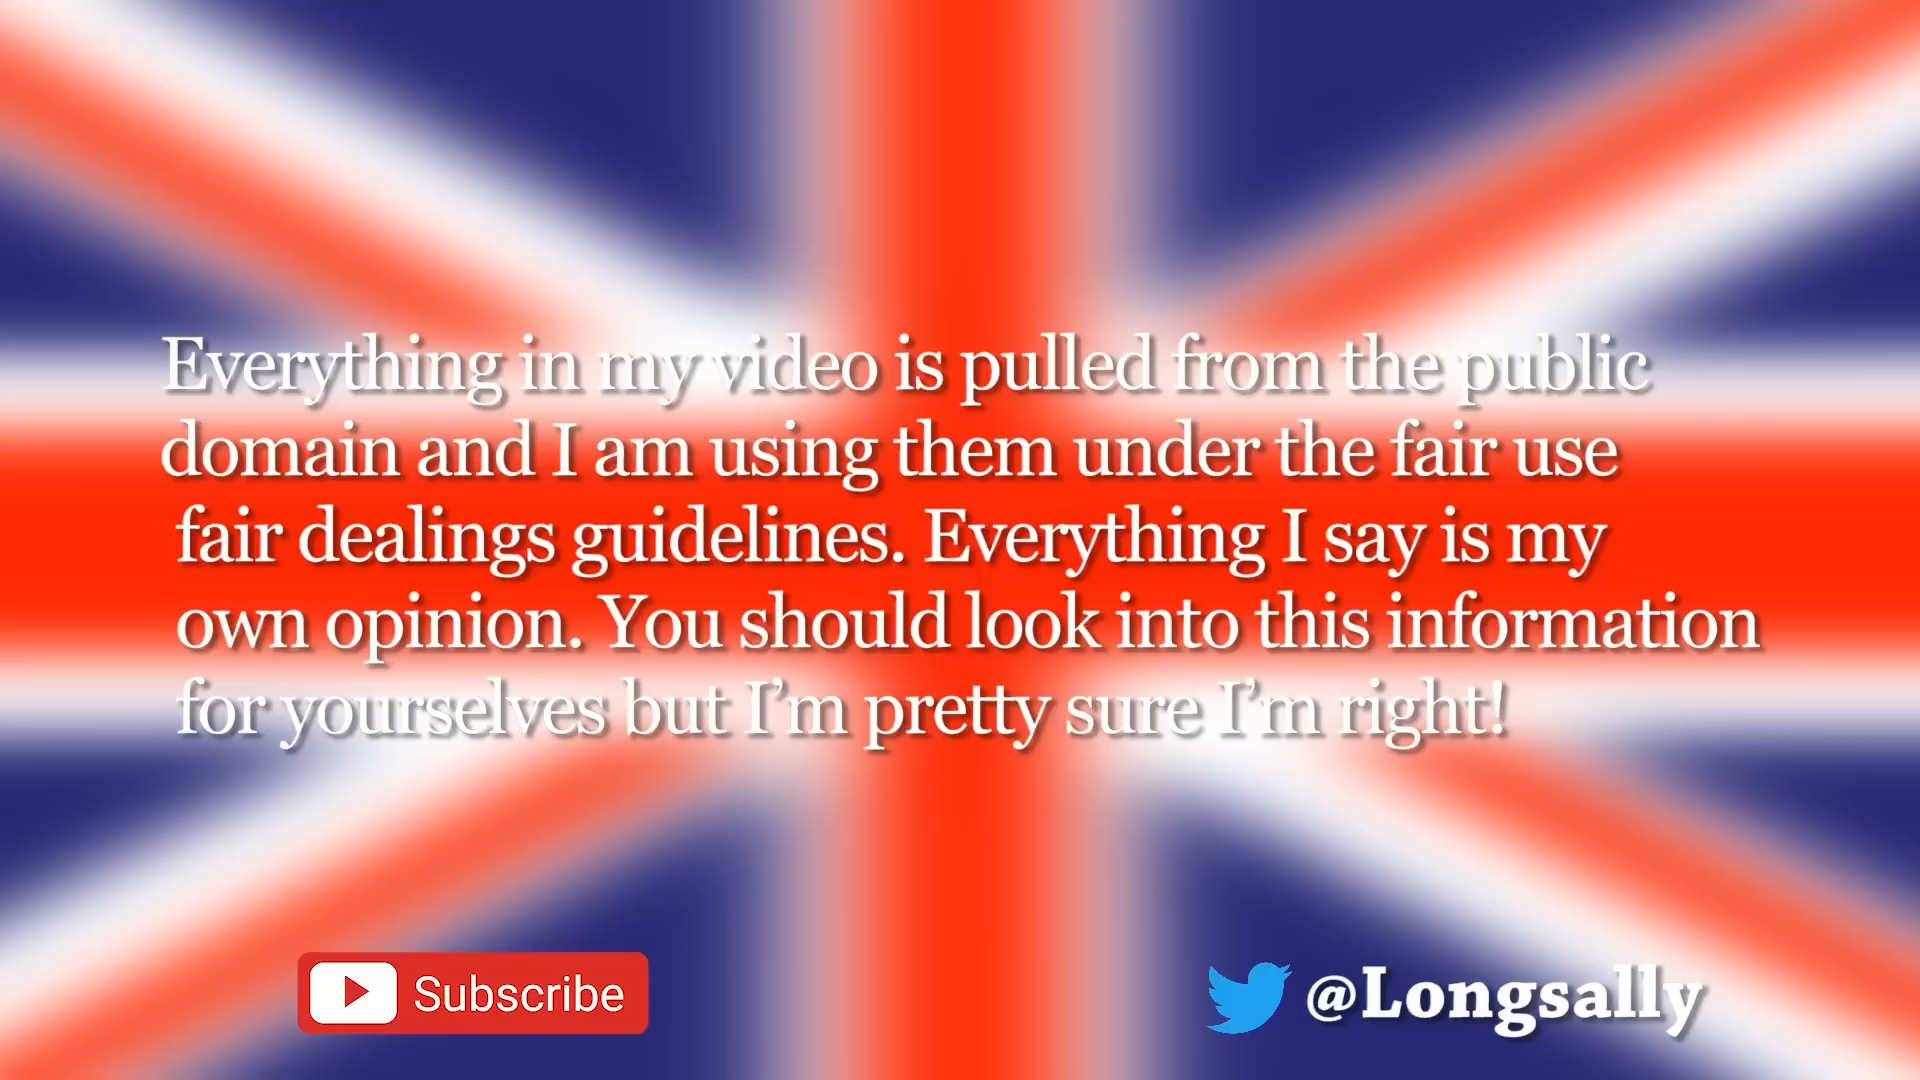 Everything in my video is pulled from the public
domain and I am using them under the fair use
fair dealings guidelines. Everything I say is my
own opinion. You should look into this information
for yourselves but I’m pretty sure I’m right!
Subscribe
@Longsally